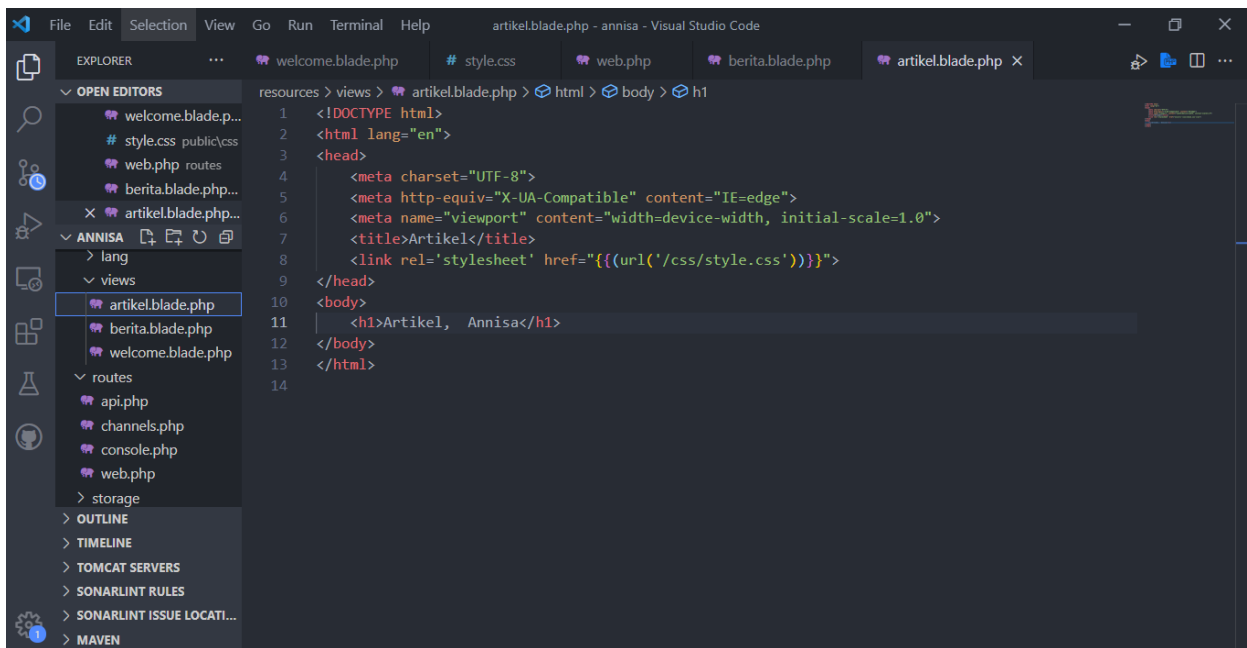 File Edit Selection View Go Run Terminal Help artikel.blade.php - annisa - Visual Studio Code
EXPLORER ...
welcome.blade.php # style.css web.php berita.blade.php artikel.blade.php
OPEN EDITORS
welcome.blade.p...
# style.css public\css
web.php routes
berita.blade.php...
artikel.blade.php...
ANNISA
lang
views
artikel.blade.php
berita.blade.php
welcome.blade.php
routes
api.php
channels.php
console.php
web.php
storage
OUTLINE
TIMELINE
TOMCAT SERVERS
SONARLINT RULES
SONARLINT ISSUE LOCATI...
MAVEN
1
resources > views > artikel.blade.php > html > body > h1
1 <!DOCTYPE html>
2 <html lang="en">
3 <head>
4 <meta charset="UTF-8">
5 <meta http-equiv="X-UA-Compatible" content="IE=edge">
6 <meta name="viewport" content="width=device-width, initial-scale=1.0">
7 <title>Artikel</title>
8 <link rel='stylesheet' href="{{(url('/css/style.css'))}}">
9 </head>
10 <body>
11 <h1>Artikel,  Annisa</h1>
12 </body>
13 </html>
14